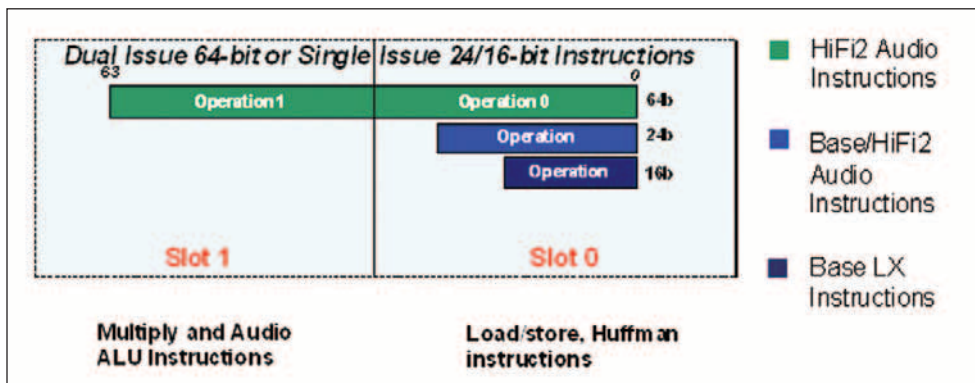 Dual Issue 64-bit or Single Issue 24/16-bit Instructions
63 0
Operation 1 Operation 0 64b
Operation 24b
Operation 16b
Slot 1 Slot 0
Multiply and Audio
ALU Instructions
Load/store, Huffman
instructions
HiFi2 Audio
Instructions
Base/HiFi2
Audio
Instructions
Base LX
Instructions